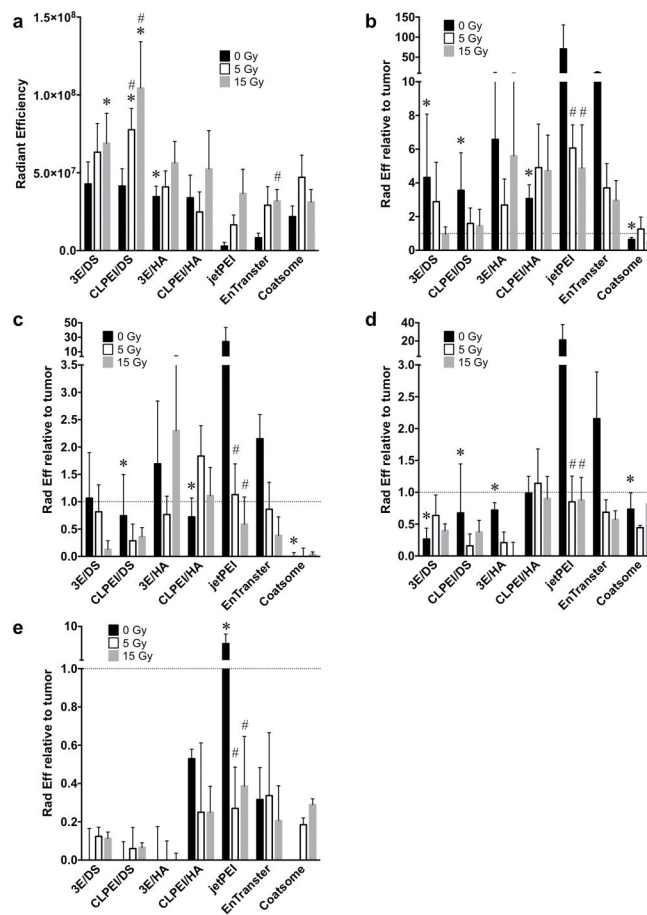 a
Radiant Efficiency
1.5×10⁸
1.0×10⁸
5.0×10⁷
0.0
0 Gy
5 Gy
15 Gy
* # * # * * #
3E/DS
CLPEI/DS
3E/HA
CLPEI/HA
jetPEI
EnTranster
Coatsome
b
Rad Eff relative to tumor
150
100
50
10
8
6
4
2
0
0 Gy
5 Gy
15 Gy
* * * # # *
3E/DS
CLPEI/DS
3E/HA
CLPEI/HA
jetPEI
EnTranster
Coatsome
c
Rad Eff relative to tumor
50
30
10
3.5
3.0
2.5
2.0
1.5
1.0
0.5
0.0
0 Gy
5 Gy
15 Gy
* * # # *
3E/DS
CLPEI/DS
3E/HA
CLPEI/HA
jetPEI
EnTranster
Coatsome
d
Rad Eff relative to tumor
40
20
3.0
2.5
2.0
1.5
1.0
0.5
0.0
0 Gy
5 Gy
15 Gy
* * * # # *
3E/DS
CLPEI/DS
3E/HA
CLPEI/HA
jetPEI
EnTranster
Coatsome
e
Rad Eff relative to tumor
10
1.0
0.8
0.6
0.4
0.2
0.0
0 Gy
5 Gy
15 Gy
* # #
3E/DS
CLPEI/DS
3E/HA
CLPEI/HA
jetPEI
EnTranster
Coatsome